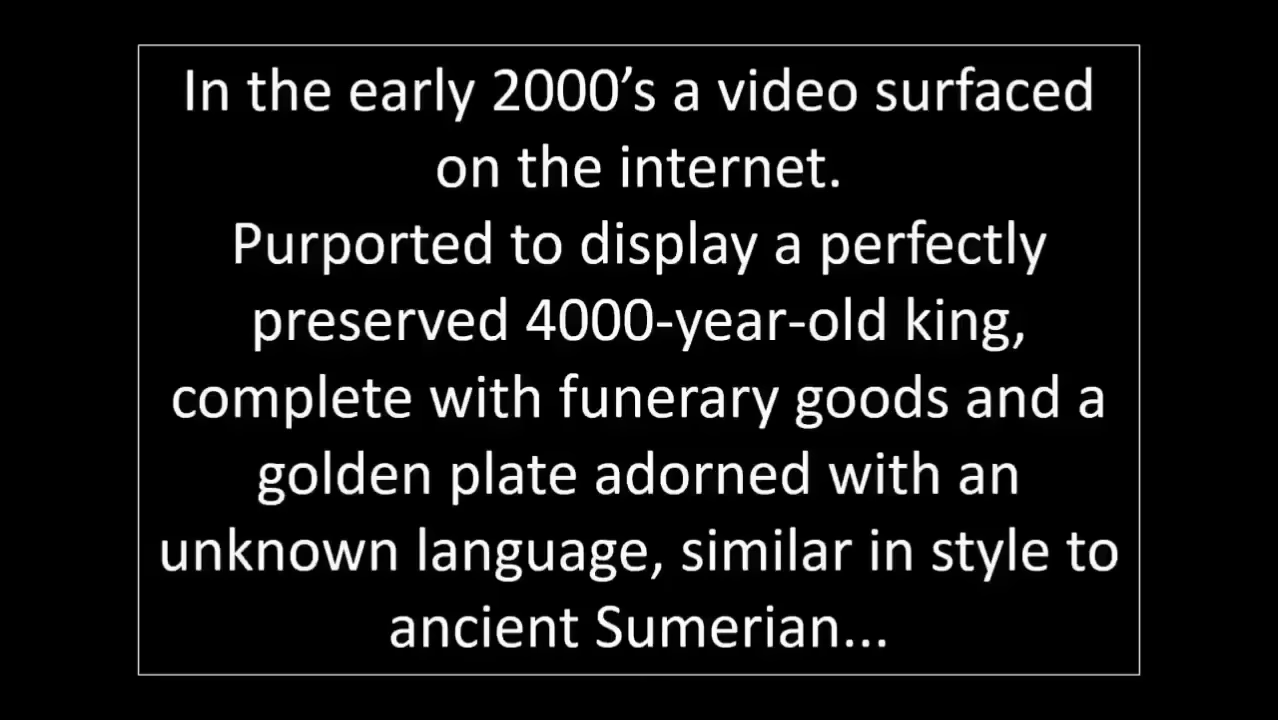 In the early 2000’s a video surfaced
on the internet.
Purported to display a perfectly
preserved 4000-year-old king,
complete with funerary goods and a
golden plate adorned with an
unknown language, similar in style to
ancient Sumerian...